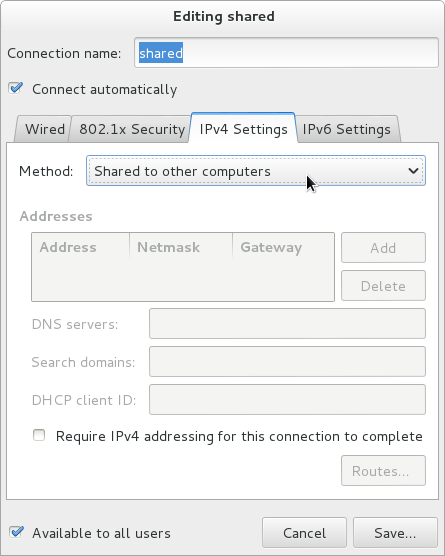 Editing shared
Connection name: shared
Connect automatically
Wired 802.1x Security IPv4 Settings IPv6 Settings
Method: Shared to other computers
Addresses
Address Netmask Gateway Add
Delete
DNS servers:
Search domains:
DHCP client ID:
Require IPv4 addressing for this connection to complete
Routes...
Available to all users Cancel Save...